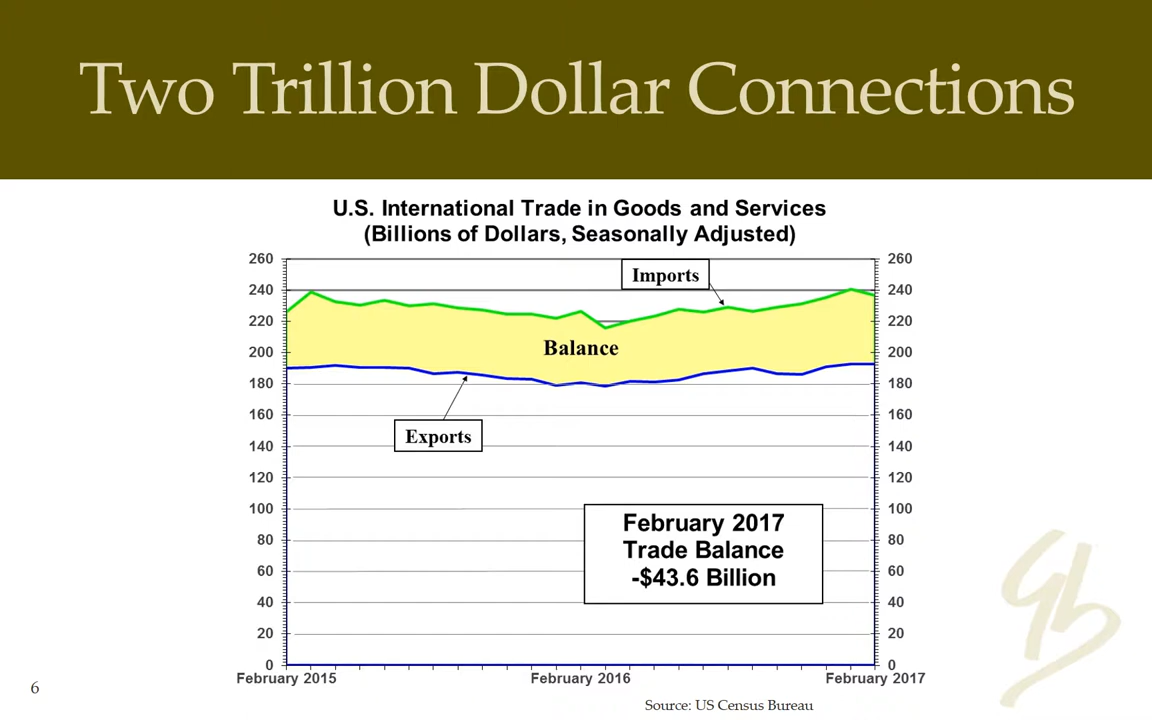 Two Trillion Dollar Connections
U.S. International Trade in Goods and Services
(Billions of Dollars, Seasonally Adjusted)
260 260
Imports
240 240
220 220
Balance
200 200
180 180
160 160
Exports
140 140
120 120
100 100
February 2017
Trade Balance
-$43.6 Billion
80 80
60 60
40 40
20 20
0 0
February 2015 February 2016 February 2017
6
Source: US Census Bureau